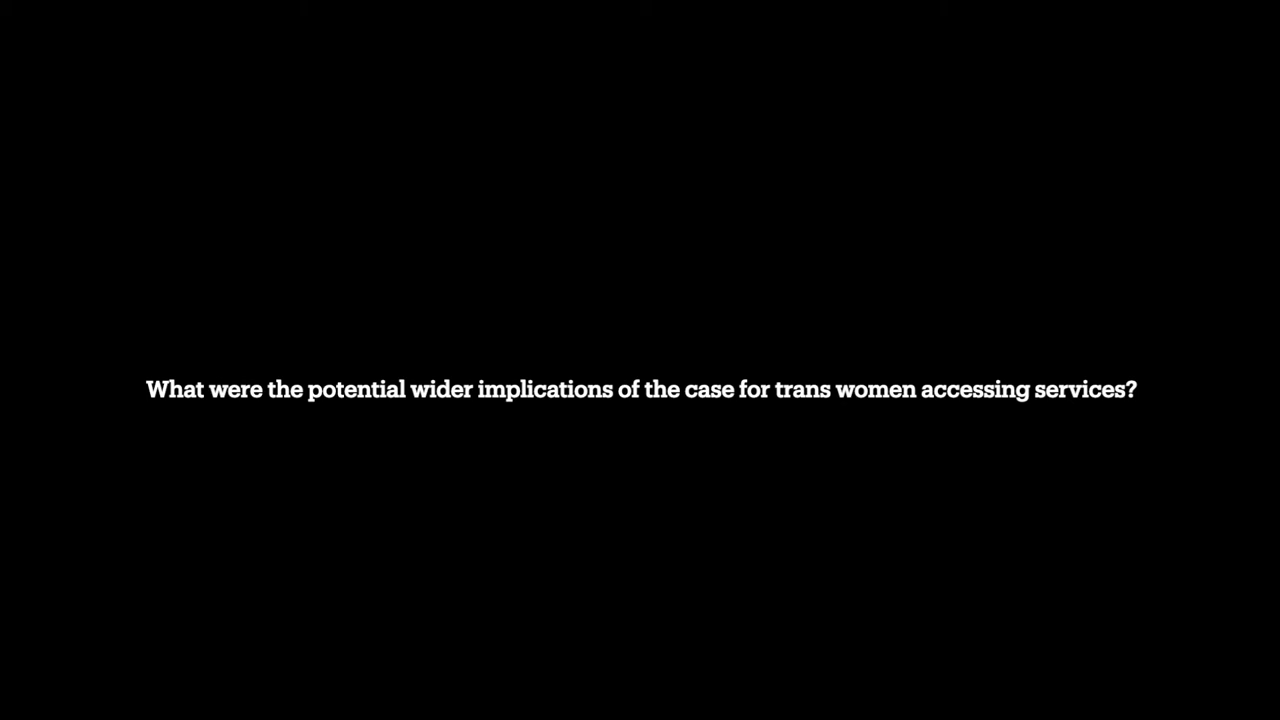 What were the potential wider implications of the case for trans women accessing services?